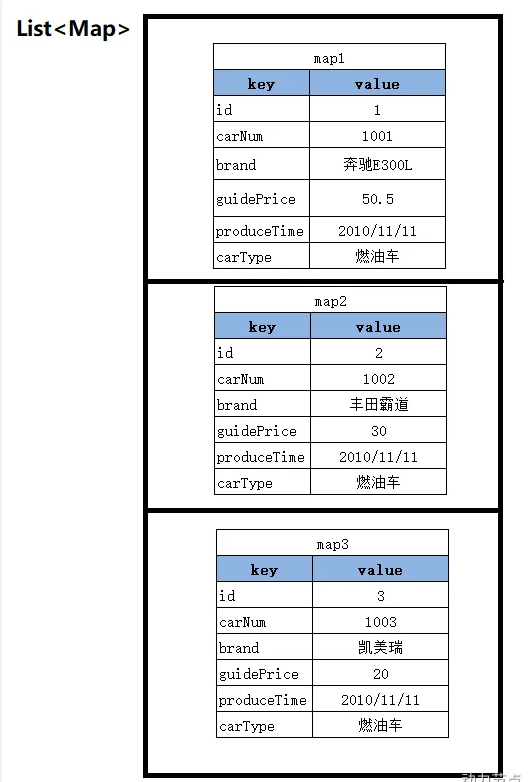 List<Map>
map1
key value
id 1
carNum 1001
brand 奔驰E300L
guidePrice 50.5
produceTime 2010/11/11
carType 燃油车
map2
key value
id 2
carNum 1002
brand 丰田霸道
guidePrice 30
produceTime 2010/11/11
carType 燃油车
map3
key value
id 3
carNum 1003
brand 凯美瑞
guidePrice 20
produceTime 2010/11/11
carType 燃油车